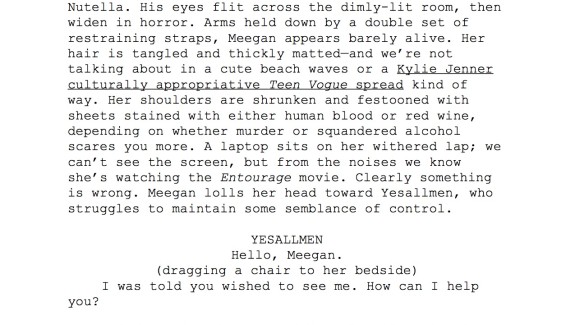 Nutella. His eyes flit across the dimly-lit room, then
widen in horror. Arms held down by a double set of
restraining straps, Meegan appears barely alive. Her
hair is tangled and thickly matted—and we're not
talking about in a cute beach waves or a Kylie Jenner
culturally appropriative Teen Vogue spread kind of
way. Her shoulders are shrunken and festooned with
sheets stained with either human blood or red wine,
depending on whether murder or squandered alcohol
scares you more. A laptop sits on her withered lap; we
can't see the screen, but from the noises we know
she's watching the Entourage movie. Clearly something
is wrong. Meegan lolls her head toward Yesallmen, who
struggles to maintain some semblance of control.
YESALLMEN
Hello, Meegan.
(dragging a chair to her bedside)
I was told you wished to see me. How can I help
you?